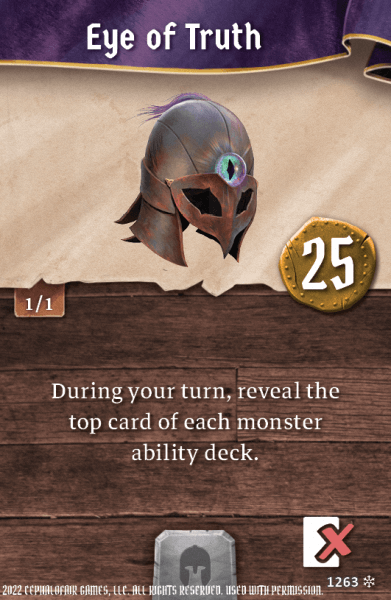 Eye of Truth
25
1/1
During your turn, reveal the
top card of each monster
ability deck.
1263
2022 CEPHALOFAIR GAMES, LLC. ALL RIGHTS RESERVED. USED WITH PERMISSION.